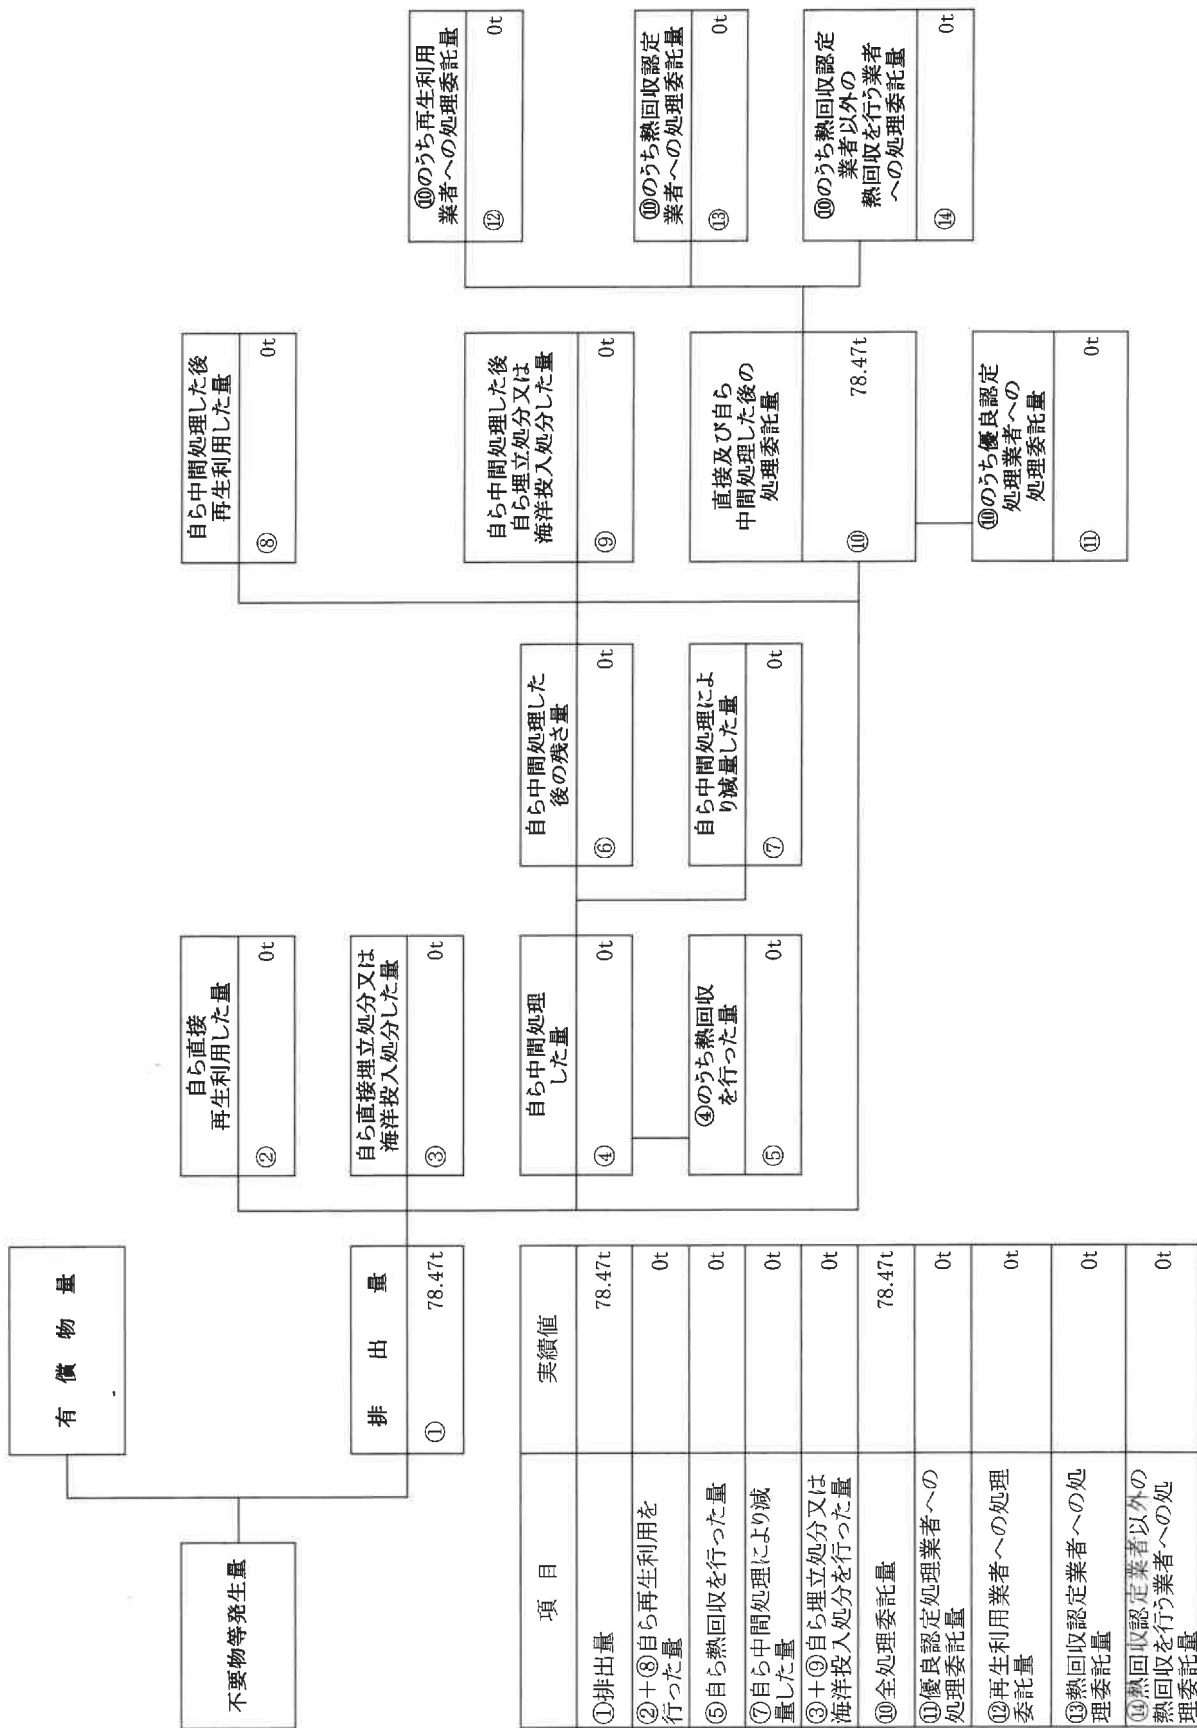 不要物等発生量
有償物量
排出量
① 78.47t
自ら直接
再生利用した量
② 0t
自ら直接埋立処分又は
海洋投入処分した量
③ 0t
自ら中間処理
した量
④ 0t
④のうち熱回収
を行った量
⑤ 0t
自ら中間処理した
後の残さ量
⑥ 0t
自ら中間処理によ
り減量した量
⑦ 0t
自ら中間処理した後
再生利用した量
⑧ 0t
自ら中間処理した後
自ら埋立処分又は
海洋投入処分した量
⑨ 0t
直接及び自ら
中間処理した後の
処理委託量
⑩ 78.47t
⑩のうち優良認定
処理業者への
処理委託量
⑪ 0t
⑩のうち再生利用
業者への処理委託量
⑫ 0t
⑩のうち熱回収認定
業者への処理委託量
⑬ 0t
⑩のうち熱回収認定
業者以外の
熱回収を行う業者
への処理委託量
⑭ 0t
項目 実績値
①排出量 78.47t
②＋⑧自ら再生利用を
行った量 0t
⑤自ら熱回収を行った量 0t
⑦自ら中間処理により減
量した量 0t
③＋⑨自ら埋立処分又は
海洋投入処分を行った量 0t
⑩全処理委託量 78.47t
⑪優良認定処理業者への
処理委託量 0t
⑫再生利用業者への処理
委託量 0t
⑬熱回収認定業者への処
理委託量 0t
⑭熱回収認定業者以外の
熱回収を行う業者への処
理委託量 0t